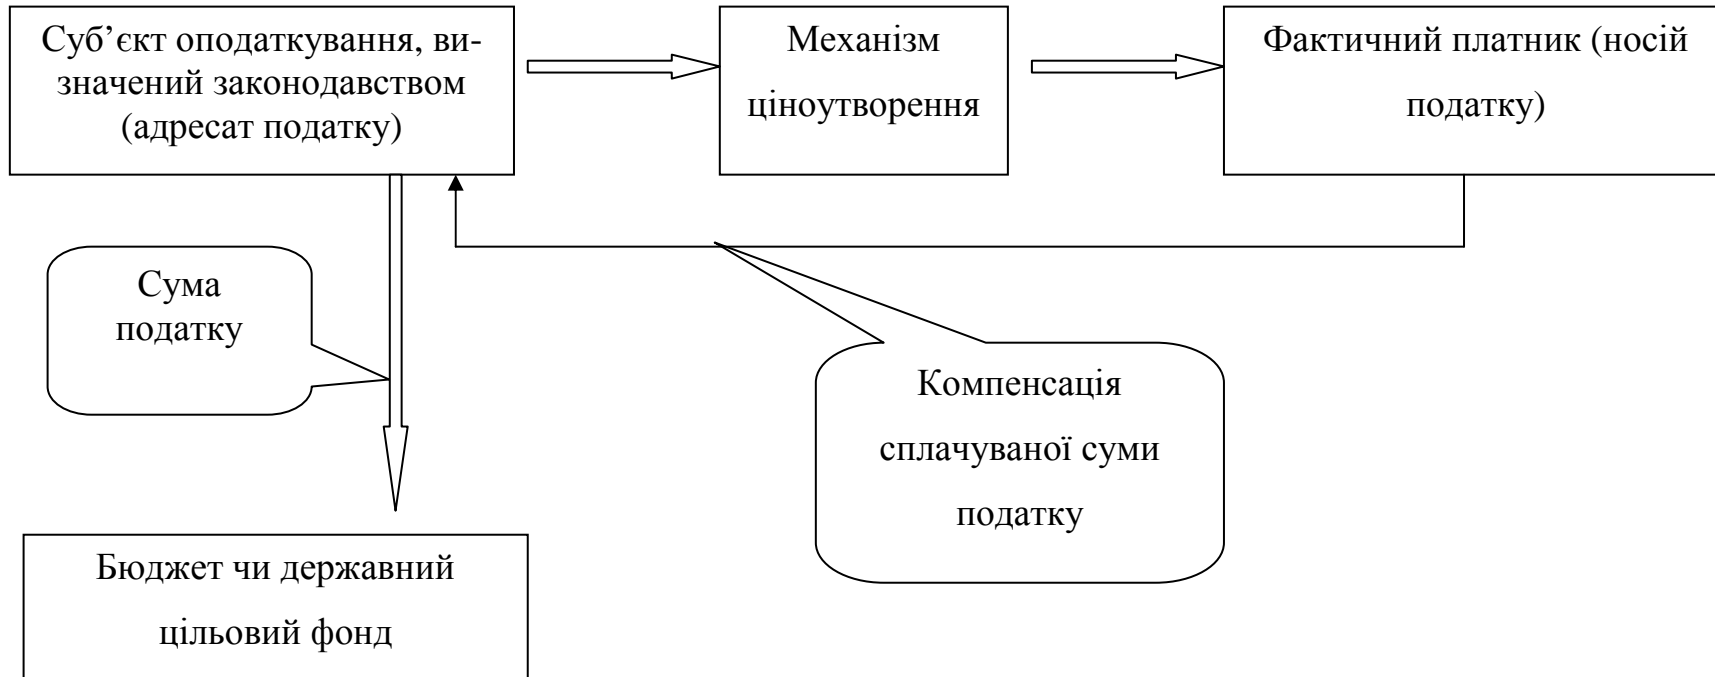 Суб’єкт оподаткування, ви-
значений законодавством
(адресат податку)
Механізм
ціноутворення
Фактичний платник (носій
податку)
Сума
податку
Компенсація
сплачуваної суми
податку
Бюджет чи державний
цільовий фонд